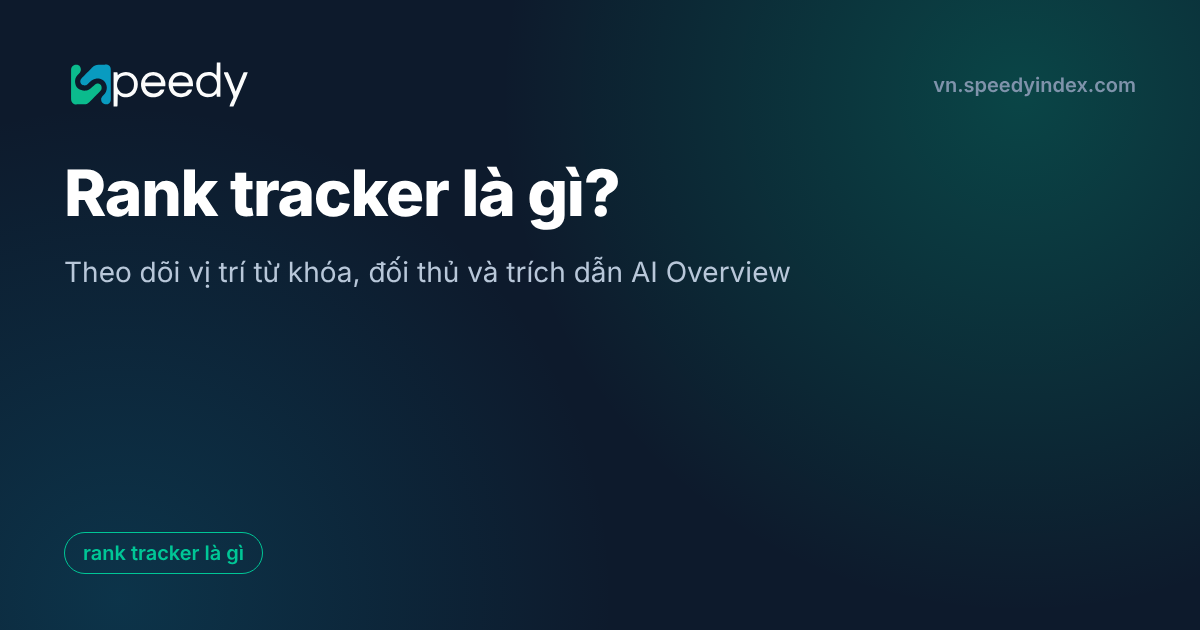 Speedy
vn.speedyindex.com
Rank tracker là gì?
Theo dõi vị trí từ khóa, đối thủ và trích dẫn AI Overview
rank tracker là gì